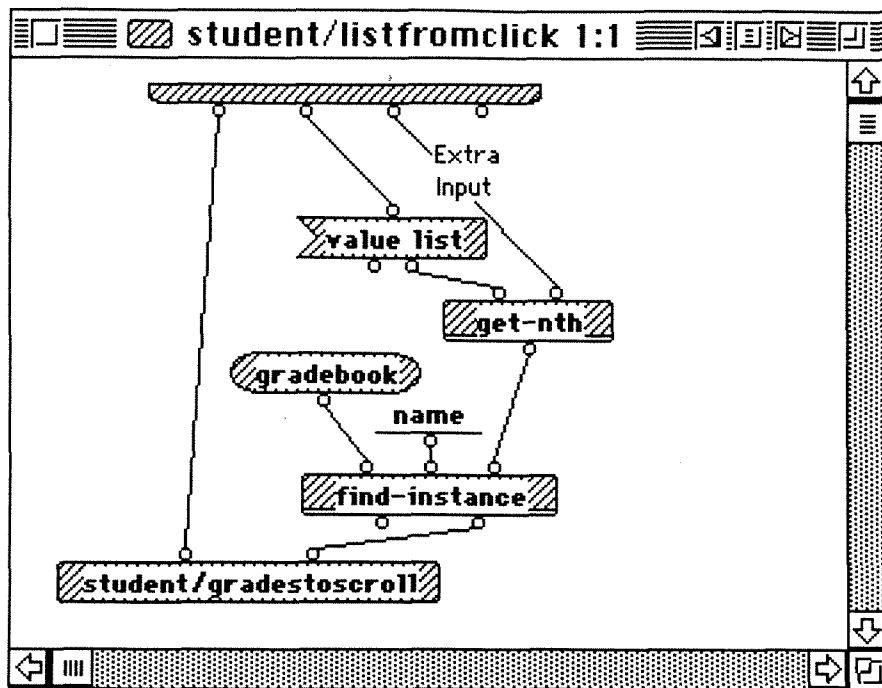 student/listfromclick 1:1
Extra
Input
value list
get-nth
gradebook
name
find-instance
student/gradestoscroll